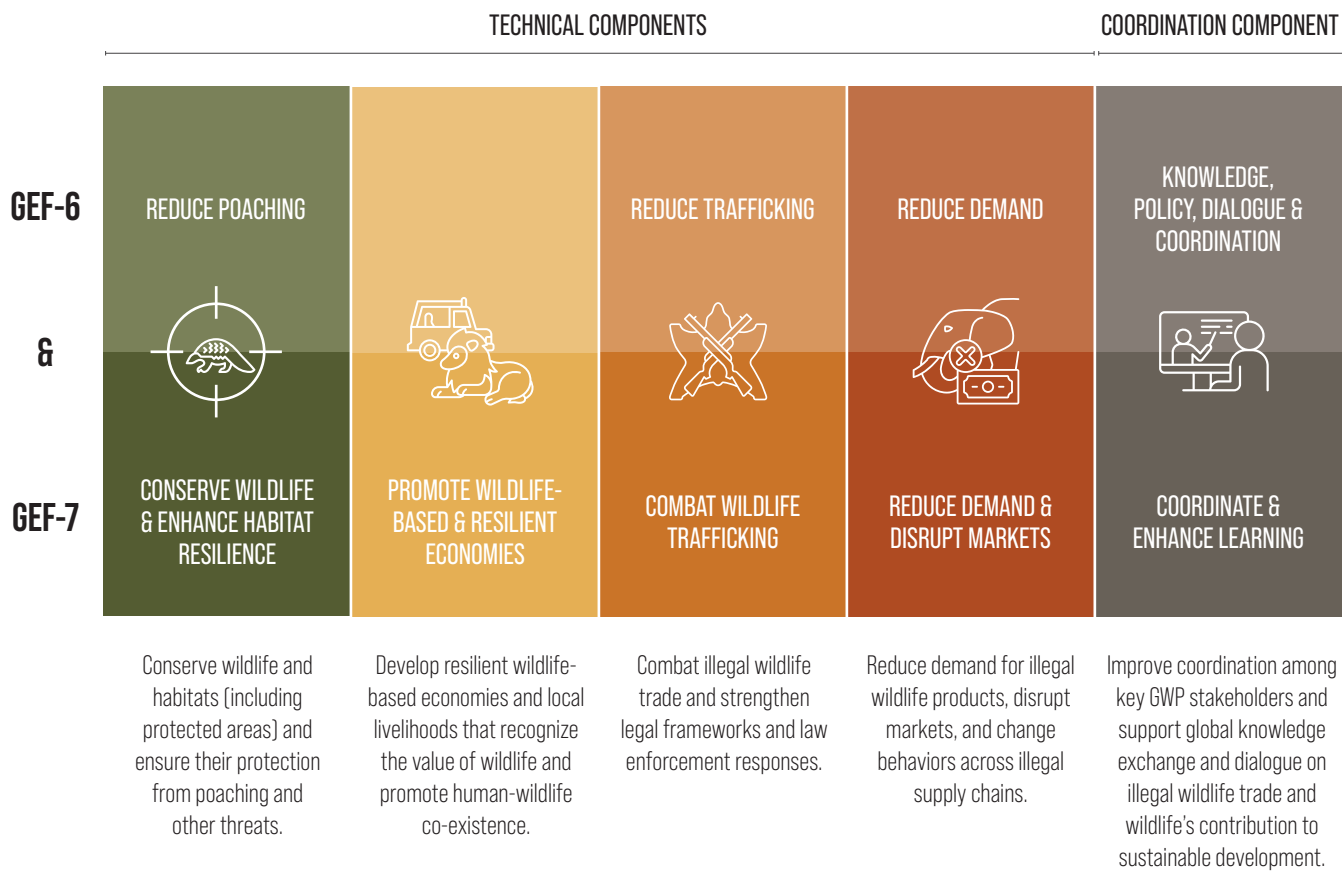 TECHNICAL COMPONENTS
COORDINATION COMPONENT
GEF-6
REDUCE POACHING
REDUCE TRAFFICKING
REDUCE DEMAND
KNOWLEDGE,
POLICY, DIALOGUE &
COORDINATION
&
GEF-7
CONSERVE WILDLIFE
& ENHANCE HABITAT
RESILIENCE
PROMOTE WILDLIFE-
BASED & RESILIENT
ECONOMIES
COMBAT WILDLIFE
TRAFFICKING
REDUCE DEMAND &
DISRUPT MARKETS
COORDINATE &
ENHANCE LEARNING
Conserve wildlife and
habitats (including
protected areas) and
ensure their protection
from poaching and
other threats.
Develop resilient wildlife-
based economies and local
livelihoods that recognize
the value of wildlife and
promote human-wildlife
co-existence.
Combat illegal wildlife
trade and strengthen
legal frameworks and law
enforcement responses.
Reduce demand for illegal
wildlife products, disrupt
markets, and change
behaviors across illegal
supply chains.
Improve coordination among
key GWP stakeholders and
support global knowledge
exchange and dialogue on
illegal wildlife trade and
wildlife's contribution to
sustainable development.